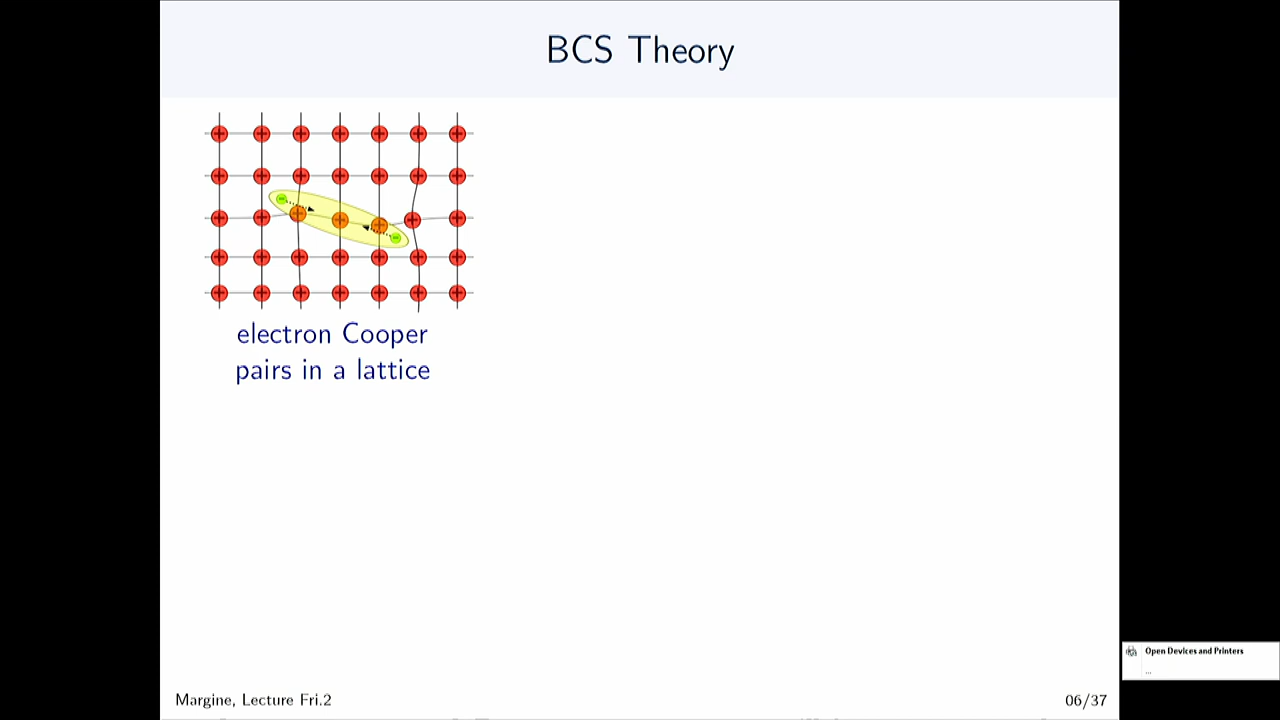 BCS Theory
electron Cooper
pairs in a lattice
Open Devices and Printers
...
Margine, Lecture Fri.2
06/37